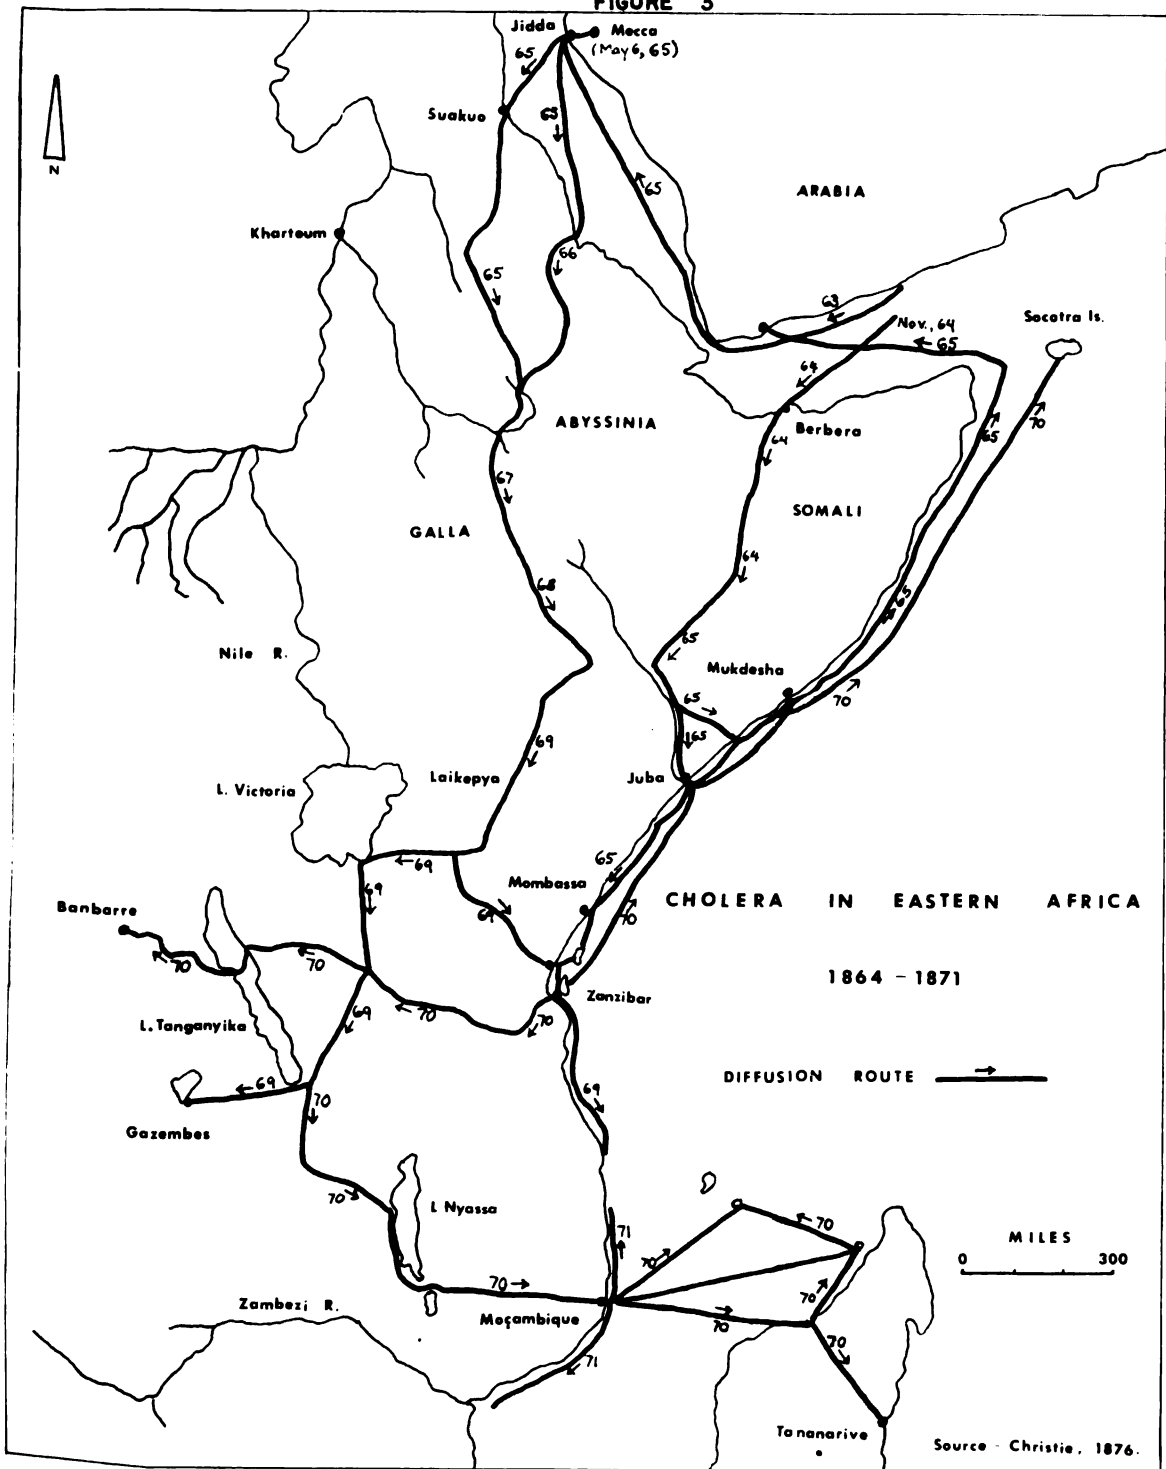 FIGURE 3
Jidda
Mecca
(May 6, 65)
65
Suakuo
65
65
ARABIA
Khartoum
N
66
65
63
Nov., 64
Socotra Is.
65
64
ABYSSINIA
Berbera
65
70
64
67
GALLA
SOMALI
64
68
65
Nile R.
65
Mukdesha
65
70
65
69
Laikepya
Juba
L. Victoria
69
65
69
Mombassa
CHOLERA IN EASTERN AFRICA
Banbarre
69
70
70
70
1864 - 1871
Zanzibar
L. Tanganyika
69
70
70
69
DIFFUSION ROUTE
70
69
Gazembes
70
L Nyassa
71
70
MILES
0 300
70
70
Zambezi R.
Moçambique
70
70
70
71
Tananarive
Source - Christie, 1876.